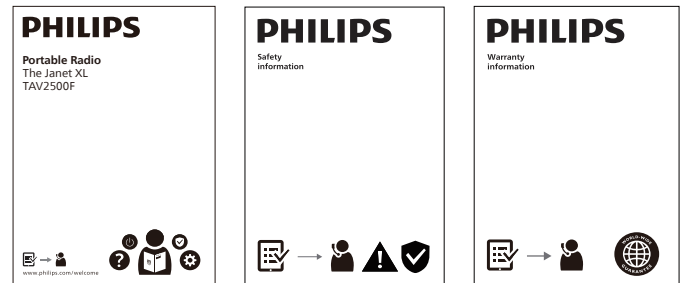 PHILIPS
Portable Radio
The Janet XL
TAV2500F
?
www.philips.com/welcome
PHILIPS
Safety
information
!
PHILIPS
Warranty
information
WORLD-WIDE
GUARANTEE